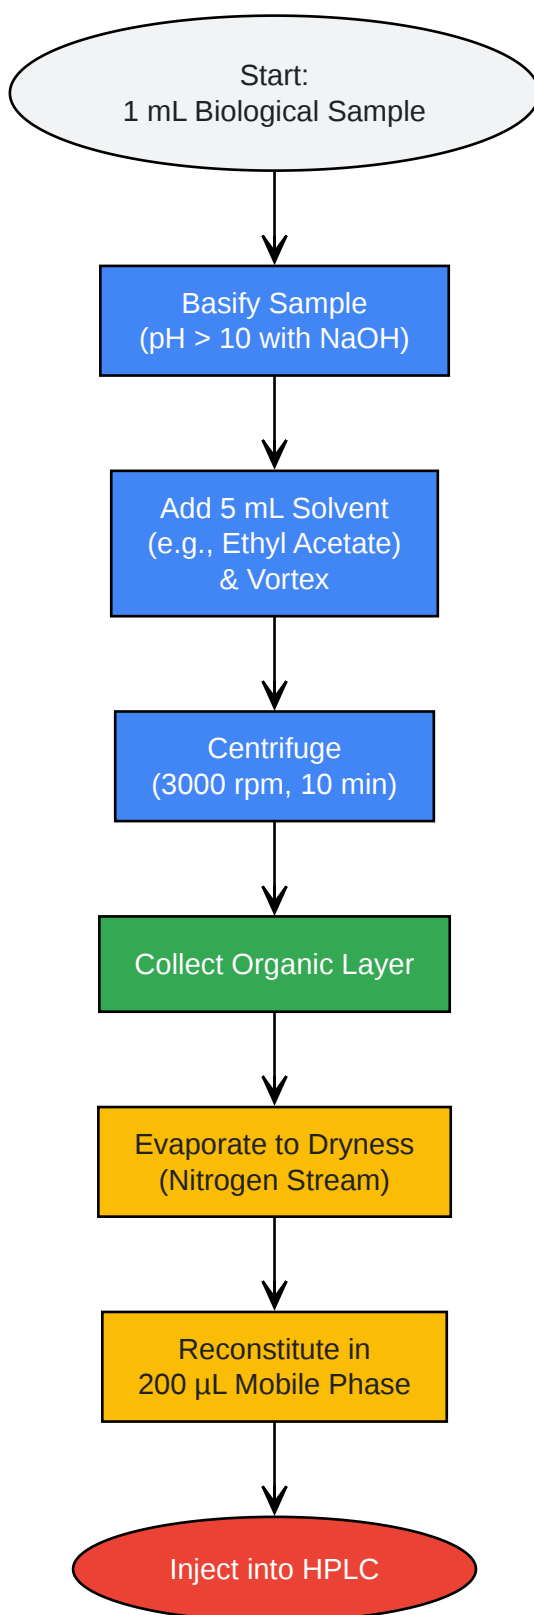 Start:
1 mL Biological Sample
Basify Sample
(pH > 10 with NaOH)
Add 5 mL Solvent
(e.g., Ethyl Acetate)
& Vortex
Centrifuge
(3000 rpm, 10 min)
Collect Organic Layer
Evaporate to Dryness
(Nitrogen Stream)
Reconstitute in
200 µL Mobile Phase
Inject into HPLC